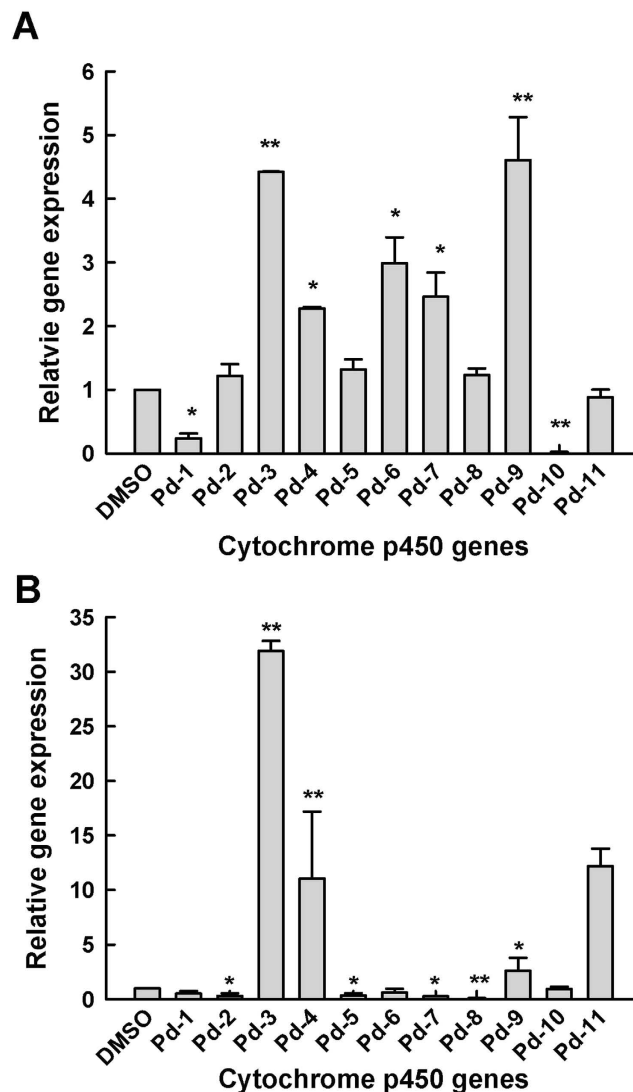 A
Relatvie gene expression
6
5
4
3
2
1
0
*
**
*
*
*
**
**
DMSO
Pd-1
Pd-2
Pd-3
Pd-4
Pd-5
Pd-6
Pd-7
Pd-8
Pd-9
Pd-10
Pd-11
Cytochrome p450 genes
B
Relative gene expression
35
30
25
20
15
10
5
0
*
**
**
*
*
**
*
DMSO
Pd-1
Pd-2
Pd-3
Pd-4
Pd-5
Pd-6
Pd-7
Pd-8
Pd-9
Pd-10
Pd-11
Cytochrome p450 genes